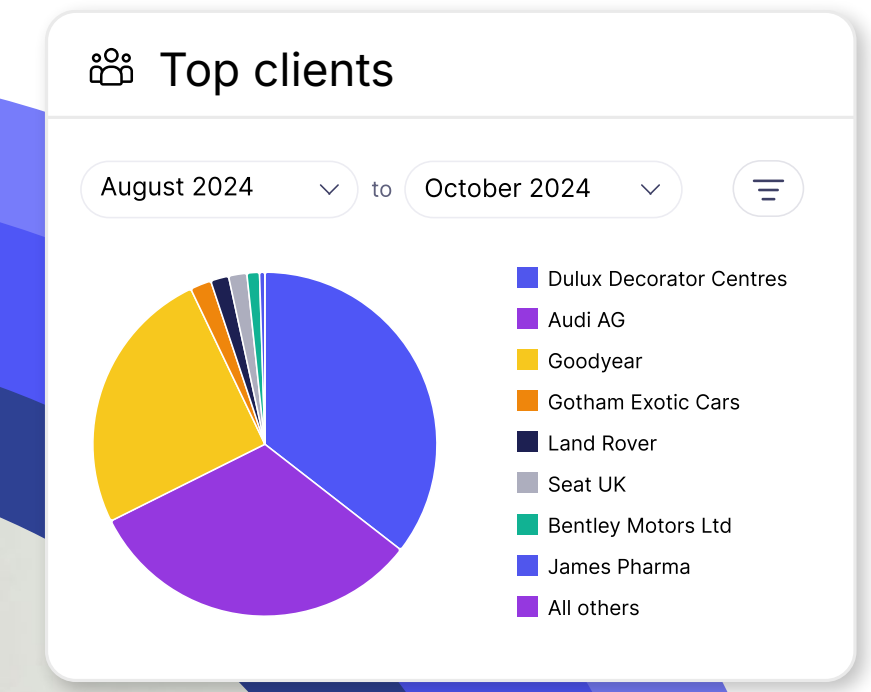 Top clients
August 2024 to October 2024
Dulux Decorator Centres
Audi AG
Goodyear
Gotham Exotic Cars
Land Rover
Seat UK
Bentley Motors Ltd
James Pharma
All others